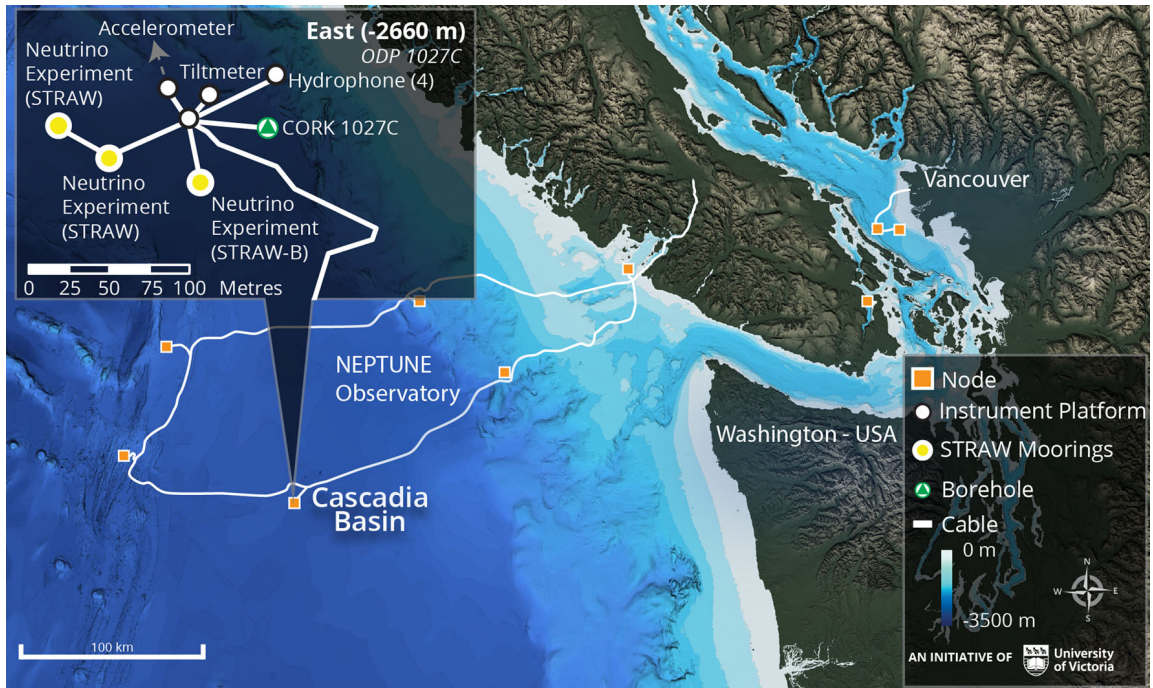 Accelerometer
East (-2660 m)
ODP 1027C
Neutrino
Experiment
(STRAW)
Tiltmeter
Hydrophone (4)
CORK 1027C
Neutrino
Experiment
(STRAW)
Neutrino
Experiment
(STRAW-B)
0 25 50 75 100 Metres
Vancouver
NEPTUNE
Observatory
Washington - USA
Cascadia
Basin
100 km
Node
Instrument Platform
STRAW Moorings
Borehole
Cable
0 m
-3500 m
N
W E
S
AN INITIATIVE OF
University
of Victoria